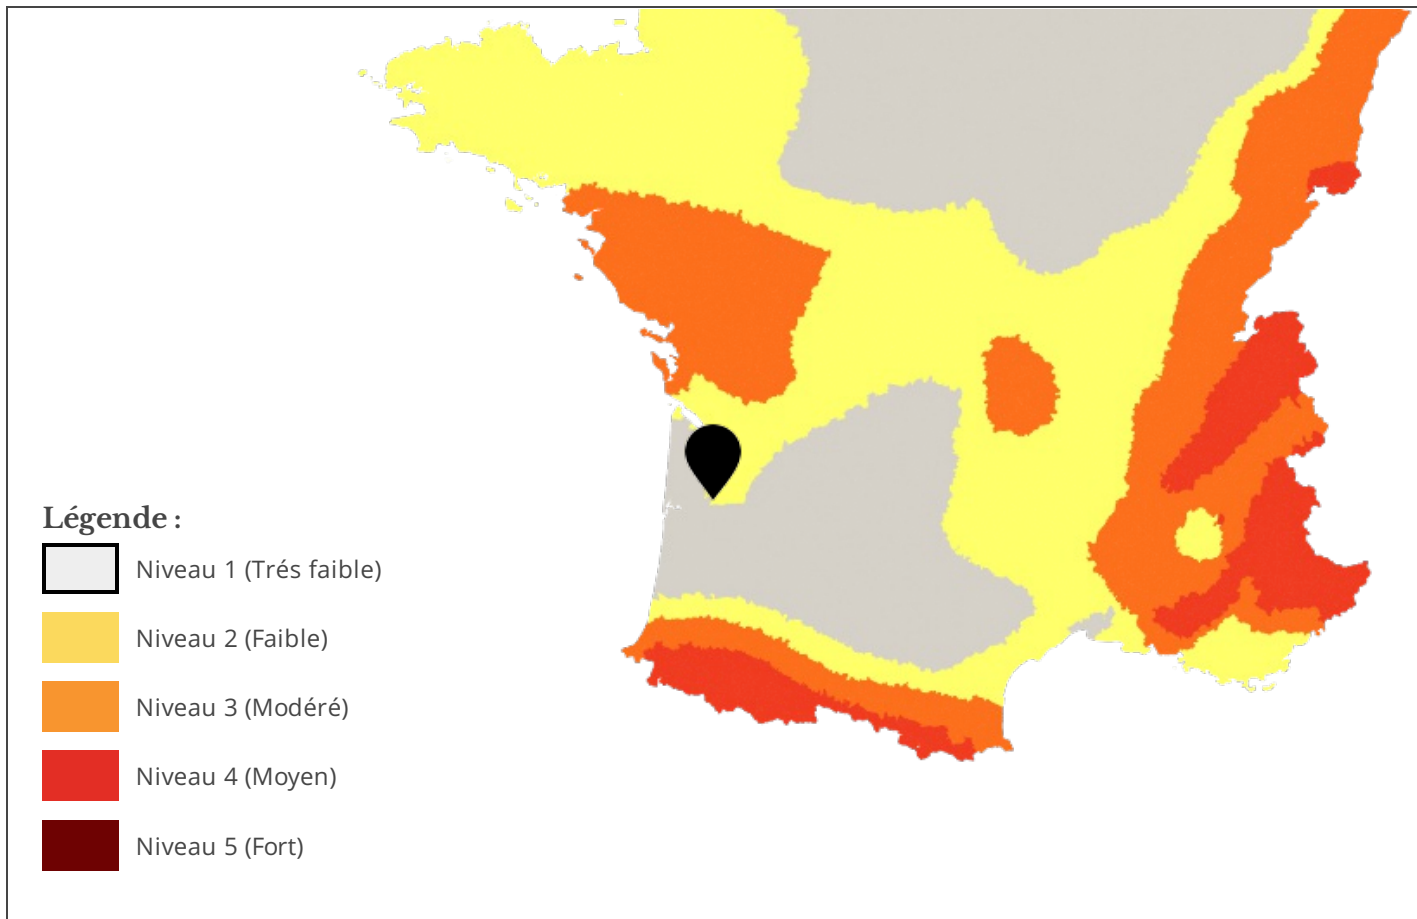 Légende :
Niveau 1 (Trés faible)
Niveau 2 (Faible)
Niveau 3 (Modéré)
Niveau 4 (Moyen)
Niveau 5 (Fort)